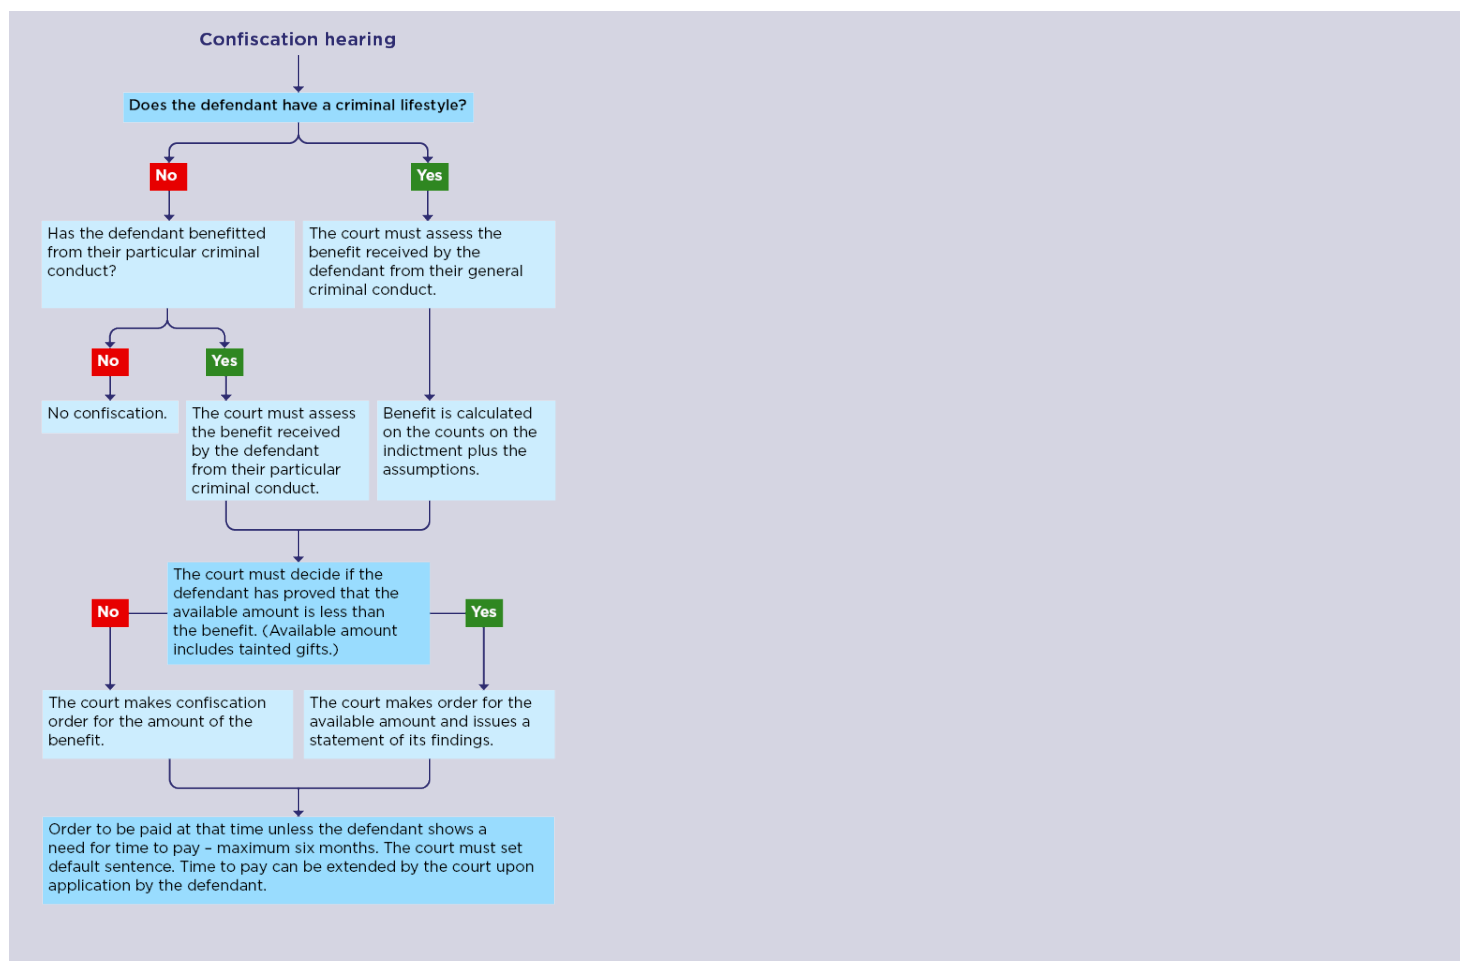 Confiscation hearing
Does the defendant have a criminal lifestyle?
No
Yes
Has the defendant benefitted
from their particular criminal
conduct?
The court must assess the
benefit received by the
defendant from their general
criminal conduct.
No
Yes
No confiscation.
The court must assess
the benefit received
by the defendant
from their particular
criminal conduct.
Benefit is calculated
on the counts on the
indictment plus the
assumptions.
The court must decide if the
defendant has proved that the
available amount is less than
the benefit. (Available amount
includes tainted gifts.)
No
Yes
The court makes confiscation
order for the amount of the
benefit.
The court makes order for the
available amount and issues a
statement of its findings.
Order to be paid at that time unless the defendant shows a
need for time to pay – maximum six months. The court must set
default sentence. Time to pay can be extended by the court upon
application by the defendant.